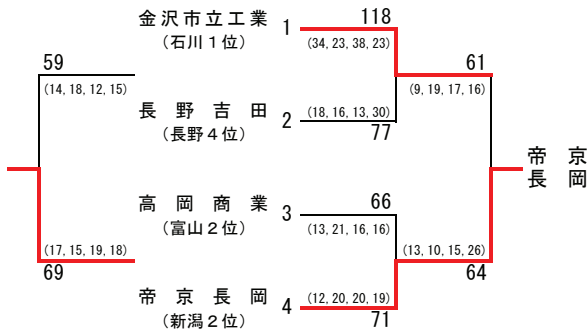 金沢市立工業
(石川１位)
1
118
(34, 23, 38, 23)
61
(9, 19, 17, 16)
59
(14, 18, 12, 15)
長野吉田
(長野４位)
2
(18, 16, 13, 30)
77
帝京
長岡
高岡商業
(富山２位)
3
66
(13, 21, 16, 16)
(17, 15, 19, 18)
69
(13, 10, 15, 26)
64
帝京長岡
(新潟２位)
4
(12, 20, 20, 19)
71